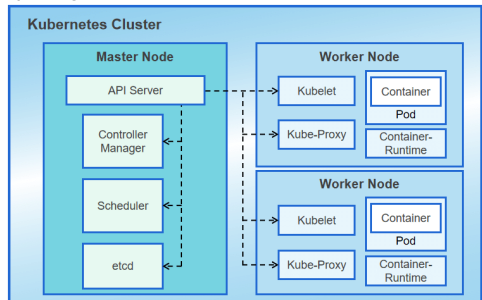 Kubernetes Cluster
Master Node
API Server
Controller
Manager
Scheduler
etcd
Worker Node
Kubelet
Container
Pod
Kube-Proxy
Container-
Runtime
Worker Node
Kubelet
Container
Pod
Kube-Proxy
Container-
Runtime